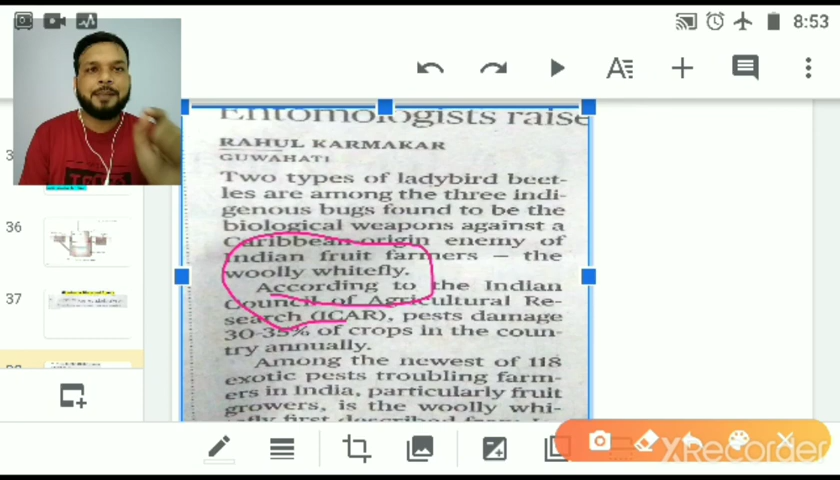 8:53
Entomologists raise
RAHUL KARMAKAR
GUWAHATI
Two types of ladybird beet-
les are among the three indi-
genous bugs found to be the
biological weapons against a
Caribbean-origin enemy of
Indian fruit farmers — the
woolly whitefly.
According to the Indian
Council of Agricultural Re-
search (ICAR), pests damage
30-35% of crops in the coun-
try annually.
Among the newest of 118
exotic pests troubling farm-
ers in India, particularly fruit
growers, is the woolly whi-
36
37
XRecorder